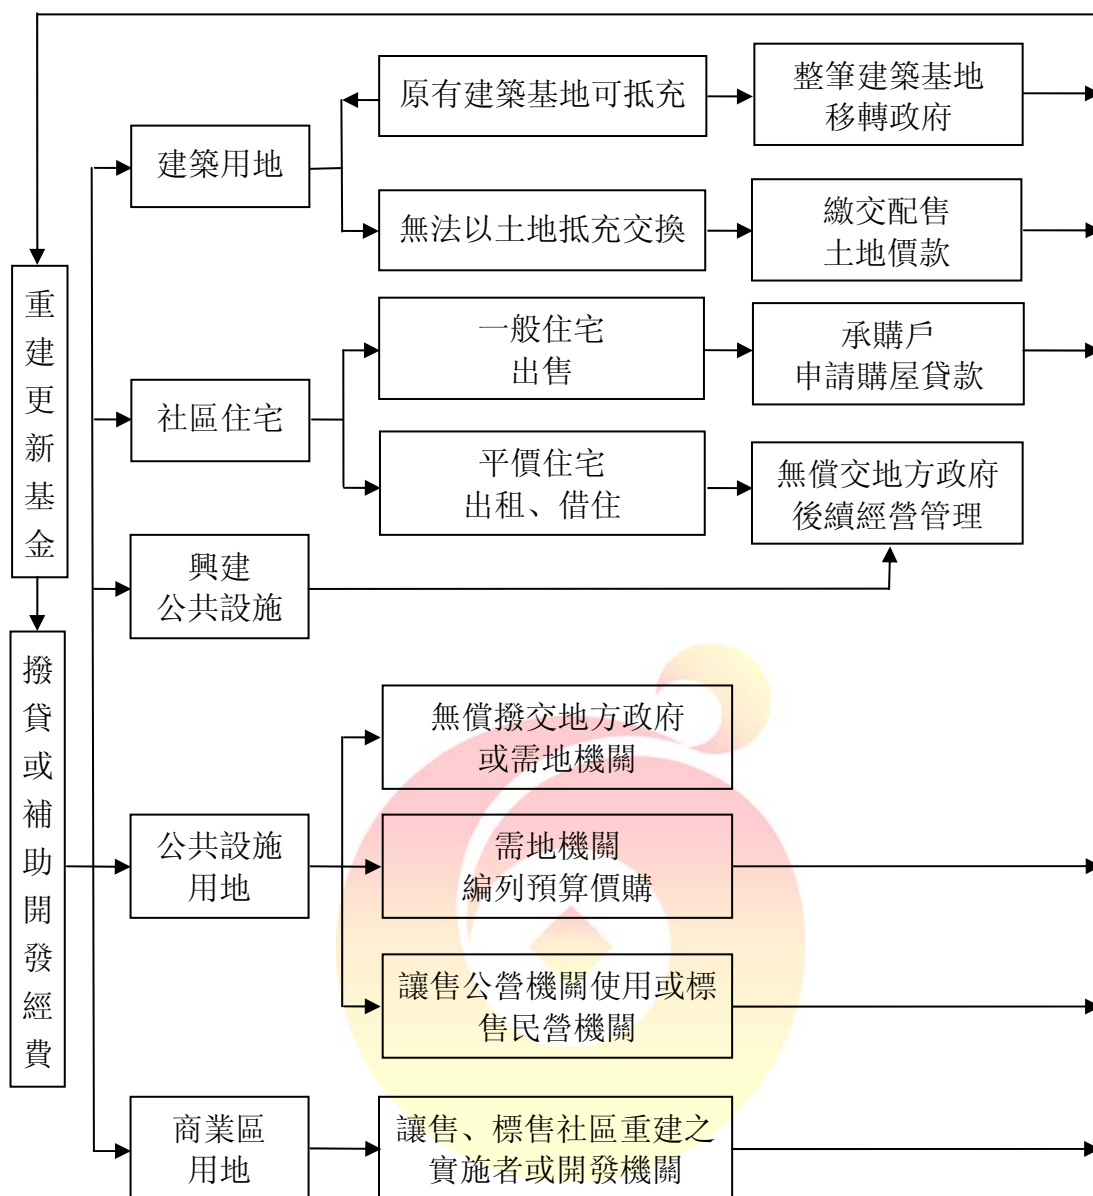 原有建築基地可抵充
整筆建築基地
移轉政府
建築用地
無法以土地抵充交換
繳交配售
土地價款
重建更新基金
一般住宅
出售
承購戶
申請購屋貸款
社區住宅
平價住宅
出租、借住
無償交地方政府
後續經營管理
興建
公共設施
撥貸或補助開發經費
無償撥交地方政府
或需地機關
公共設施
用地
需地機關
編列預算價購
讓售公營機關使用或標
售民營機關
商業區
用地
讓售、標售社區重建之
實施者或開發機關